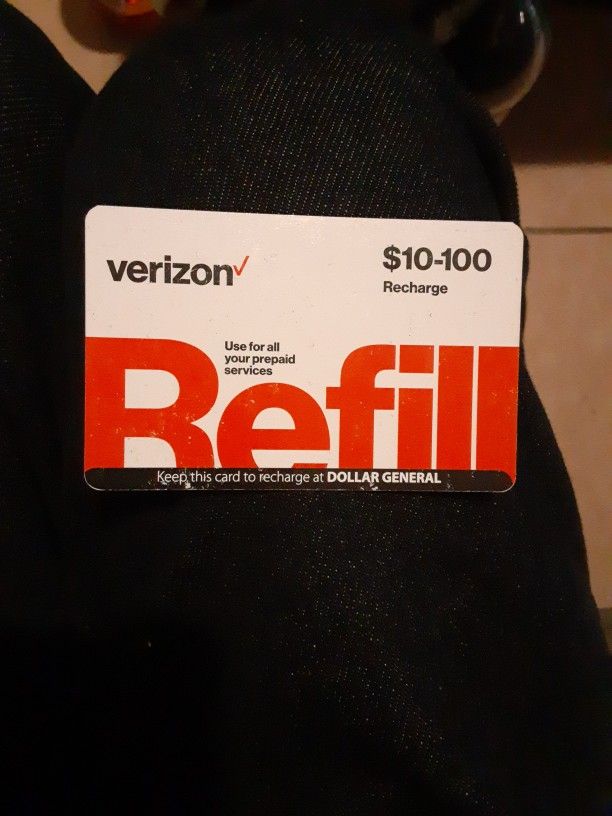 verizon✓
$10-100
Recharge
Use for all
your prepaid
services
Refill
Keep this card to recharge at DOLLAR GENERAL